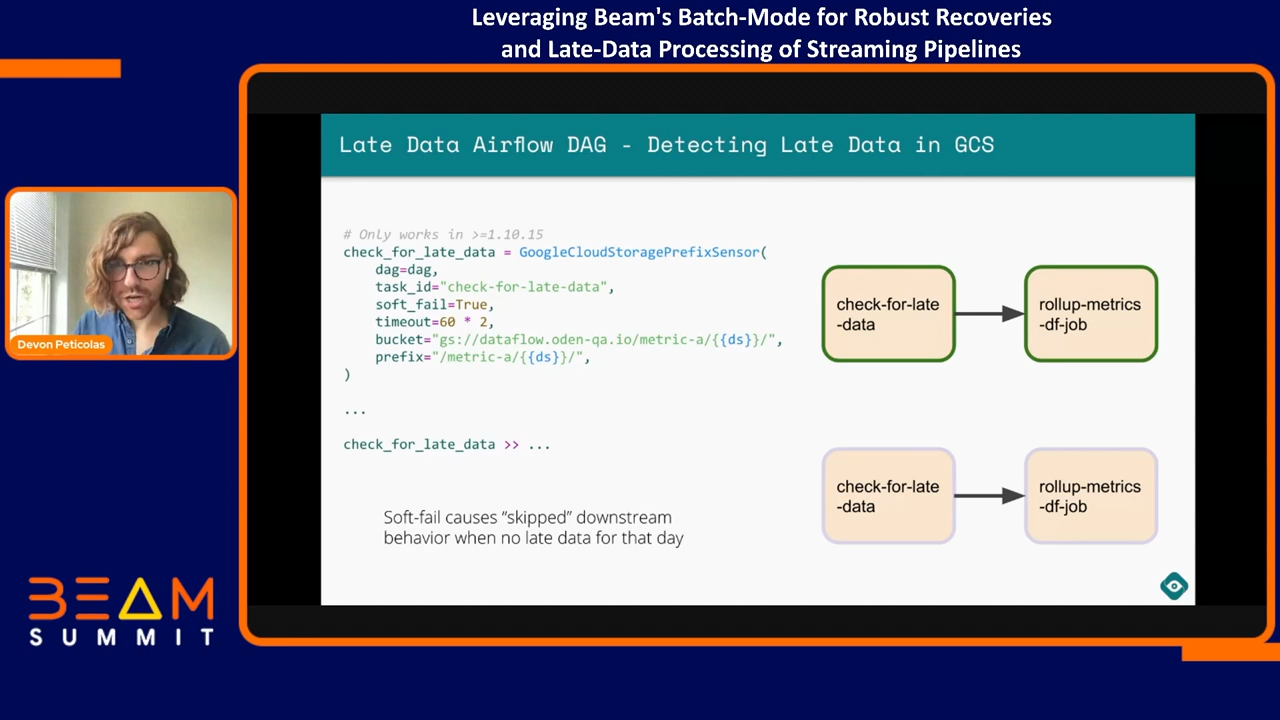 Leveraging Beam's Batch-Mode for Robust Recoveries
and Late-Data Processing of Streaming Pipelines
Late Data Airflow DAG - Detecting Late Data in GCS
# Only works in >=1.10.15
check_for_late_data = GoogleCloudStoragePrefixSensor(
dag=dag,
task_id="check-for-late-data",
soft_fail=True,
timeout=60 * 2,
bucket="gs://dataflow.oden-qa.io/metric-a/{{ds}}/",
prefix="/metric-a/{{ds}}/",
)
...
check_for_late_data >> ...
Soft-fail causes “skipped” downstream
behavior when no late data for that day
check-for-late
-data
rollup-metrics
-df-job
check-for-late
-data
rollup-metrics
-df-job
Devon Peticolas
BEAM
SUMMIT